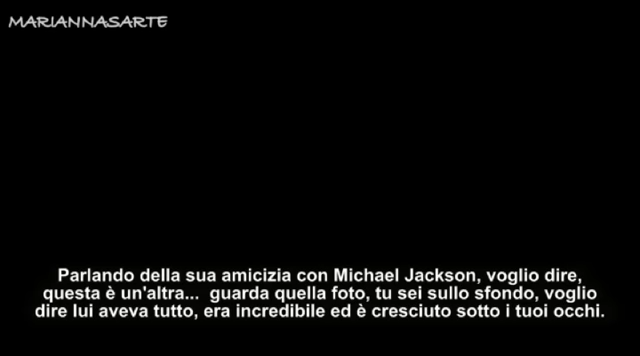 MARIANNASARTE
Parlando della sua amicizia con Michael Jackson, voglio dire,
questa è un'altra...  guarda quella foto, tu sei sullo sfondo, voglio
dire lui aveva tutto, era incredibile ed è cresciuto sotto i tuoi occhi.